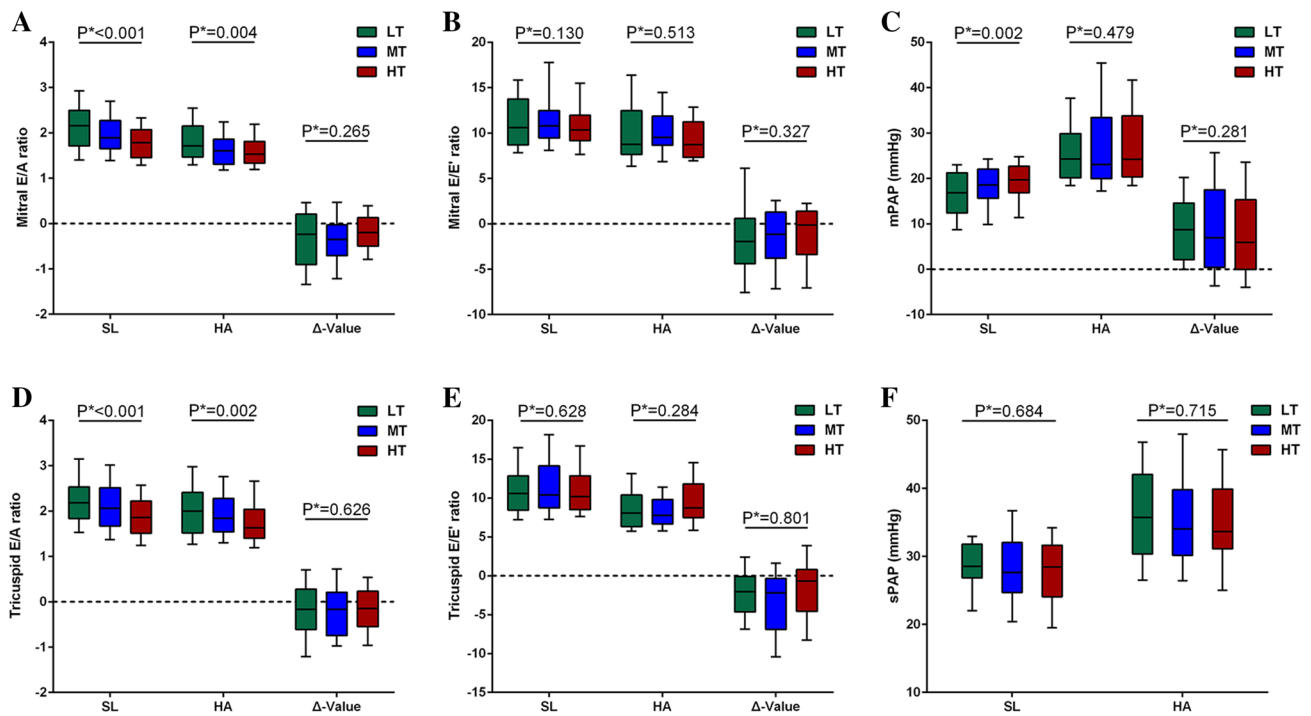 A
P*<0.001
P*=0.004
P*=0.265
LT
MT
HT
Mitral E/A ratio
4
3
2
1
0
-1
-2
SL
HA
Δ-Value
B
P*=0.130
P*=0.513
P*=0.327
LT
MT
HT
Mitral E/E' ratio
20
15
10
5
0
-5
-10
SL
HA
Δ-Value
C
P*=0.002
P*=0.479
P*=0.281
LT
MT
HT
mPAP (mmHg)
50
40
30
20
10
0
-10
SL
HA
Δ-Value
D
P*<0.001
P*=0.002
P*=0.626
LT
MT
HT
Tricuspid E/A ratio
4
3
2
1
0
-1
-2
SL
HA
Δ-Value
E
P*=0.628
P*=0.284
P*=0.801
LT
MT
HT
Tricuspid E/E' ratio
20
15
10
5
0
-5
-10
-15
SL
HA
Δ-Value
F
P*=0.684
P*=0.715
LT
MT
HT
sPAP (mmHg)
50
40
30
20
10
SL
HA